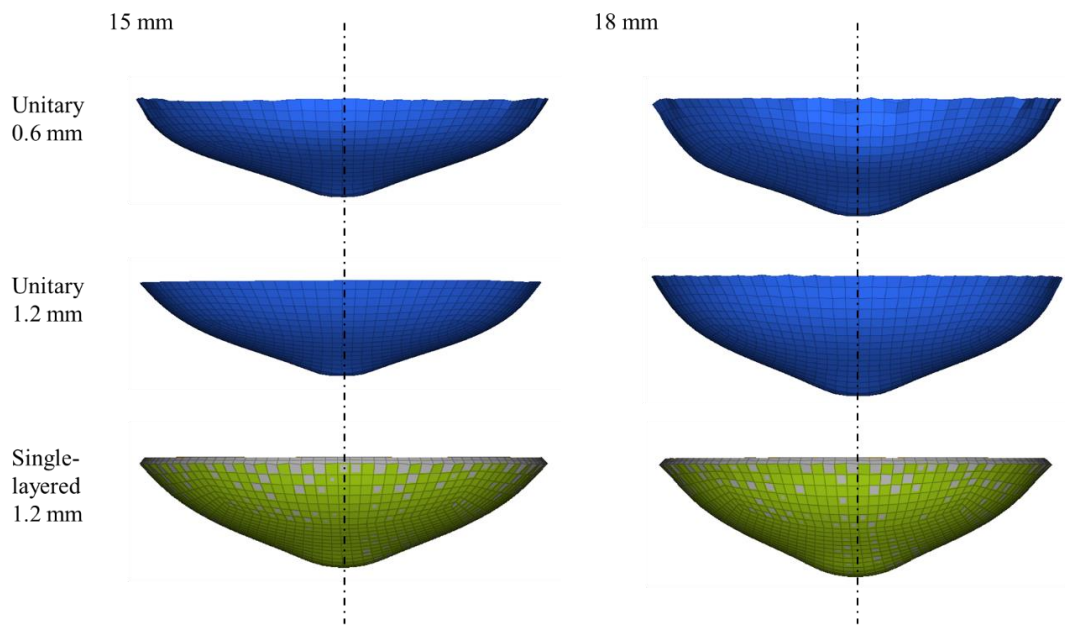 15 mm
18 mm
Unitary
0.6 mm
Unitary
1.2 mm
Single-
layered
1.2 mm